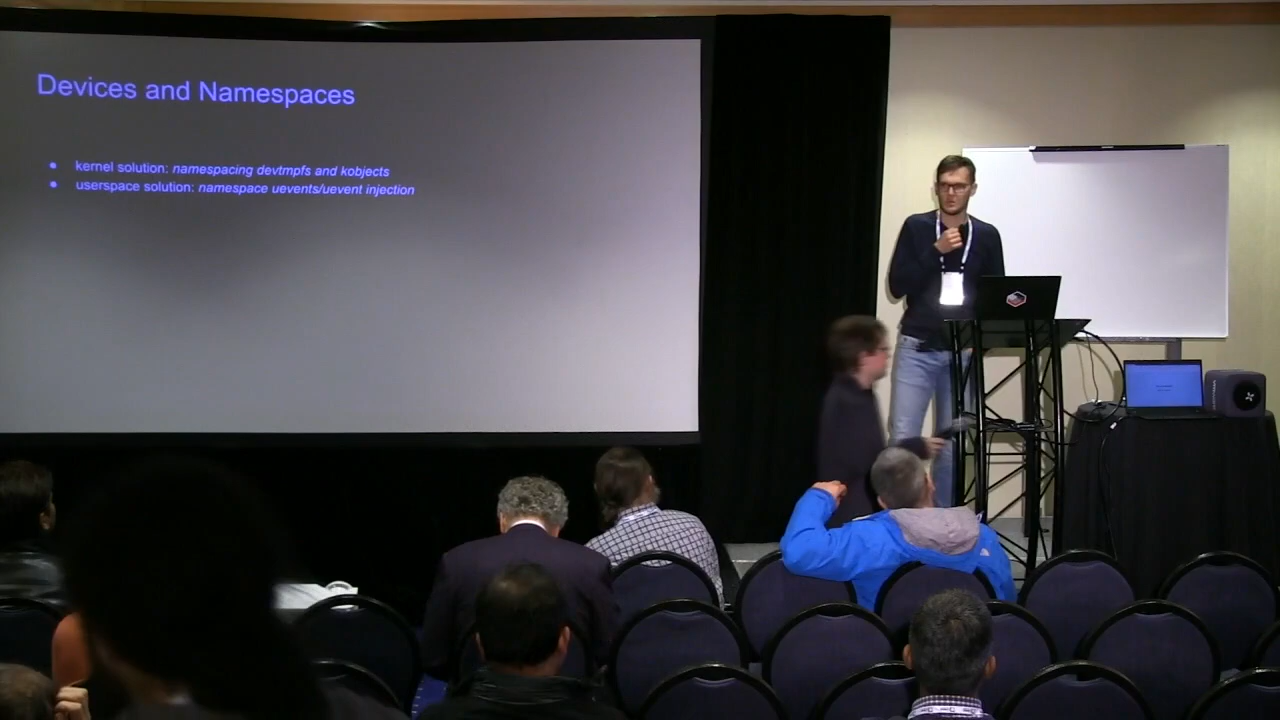 Devices and Namespaces
kernel solution: namespacing devtmpfs and kobjects
userspace solution: namespace uevents/uevent injection